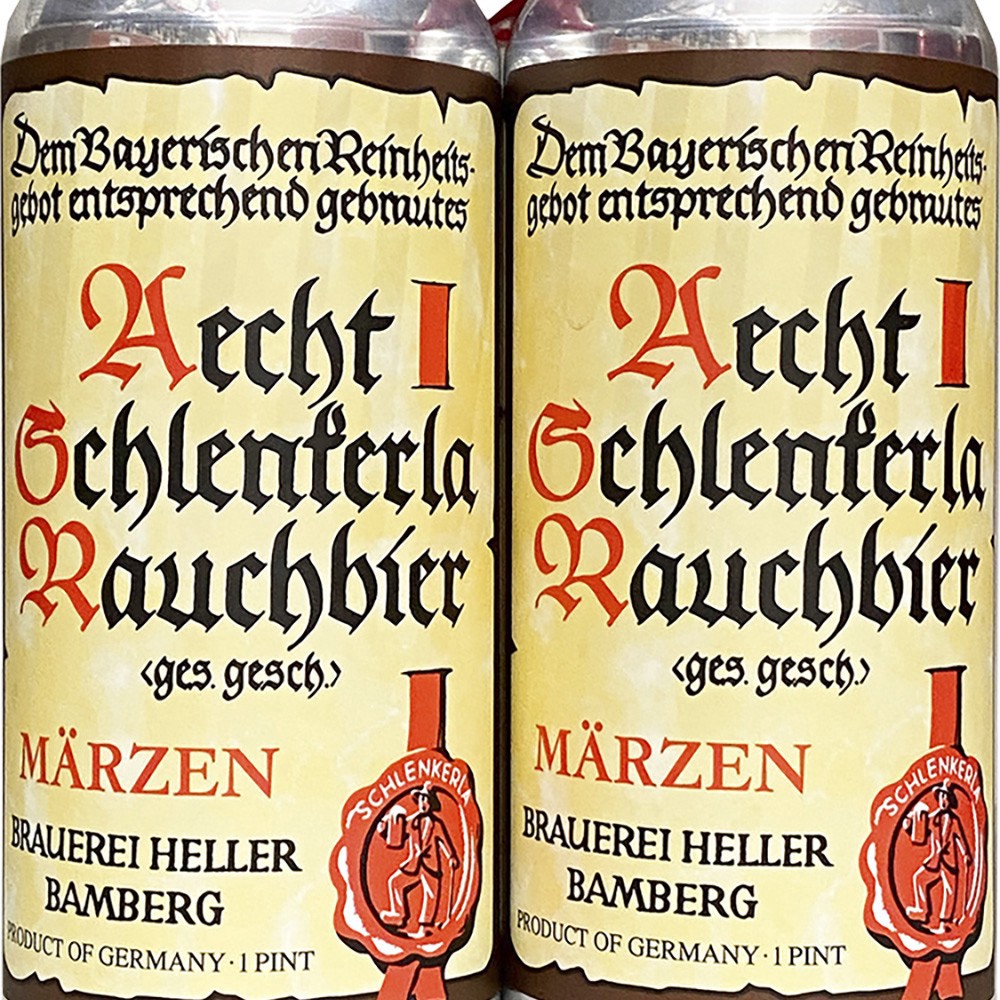 Dem Bayerischen Reinheits-
gebot entsprechend gebrautes
Aecht
Schlenkerla
Rauchbier
<ges. gesch.>
MÄRZEN
SCHLENKERLA
BRAUEREI HELLER
BAMBERG
PRODUCT OF GERMANY · 1 PINT
Dem Bayerischen Reinheits-
gebot entsprechend gebrautes
Aecht
Schlenkerla
Rauchbier
<ges. gesch.>
MÄRZEN
SCHLENKERLA
BRAUEREI HELLER
BAMBERG
PRODUCT OF GERMANY · 1 PINT